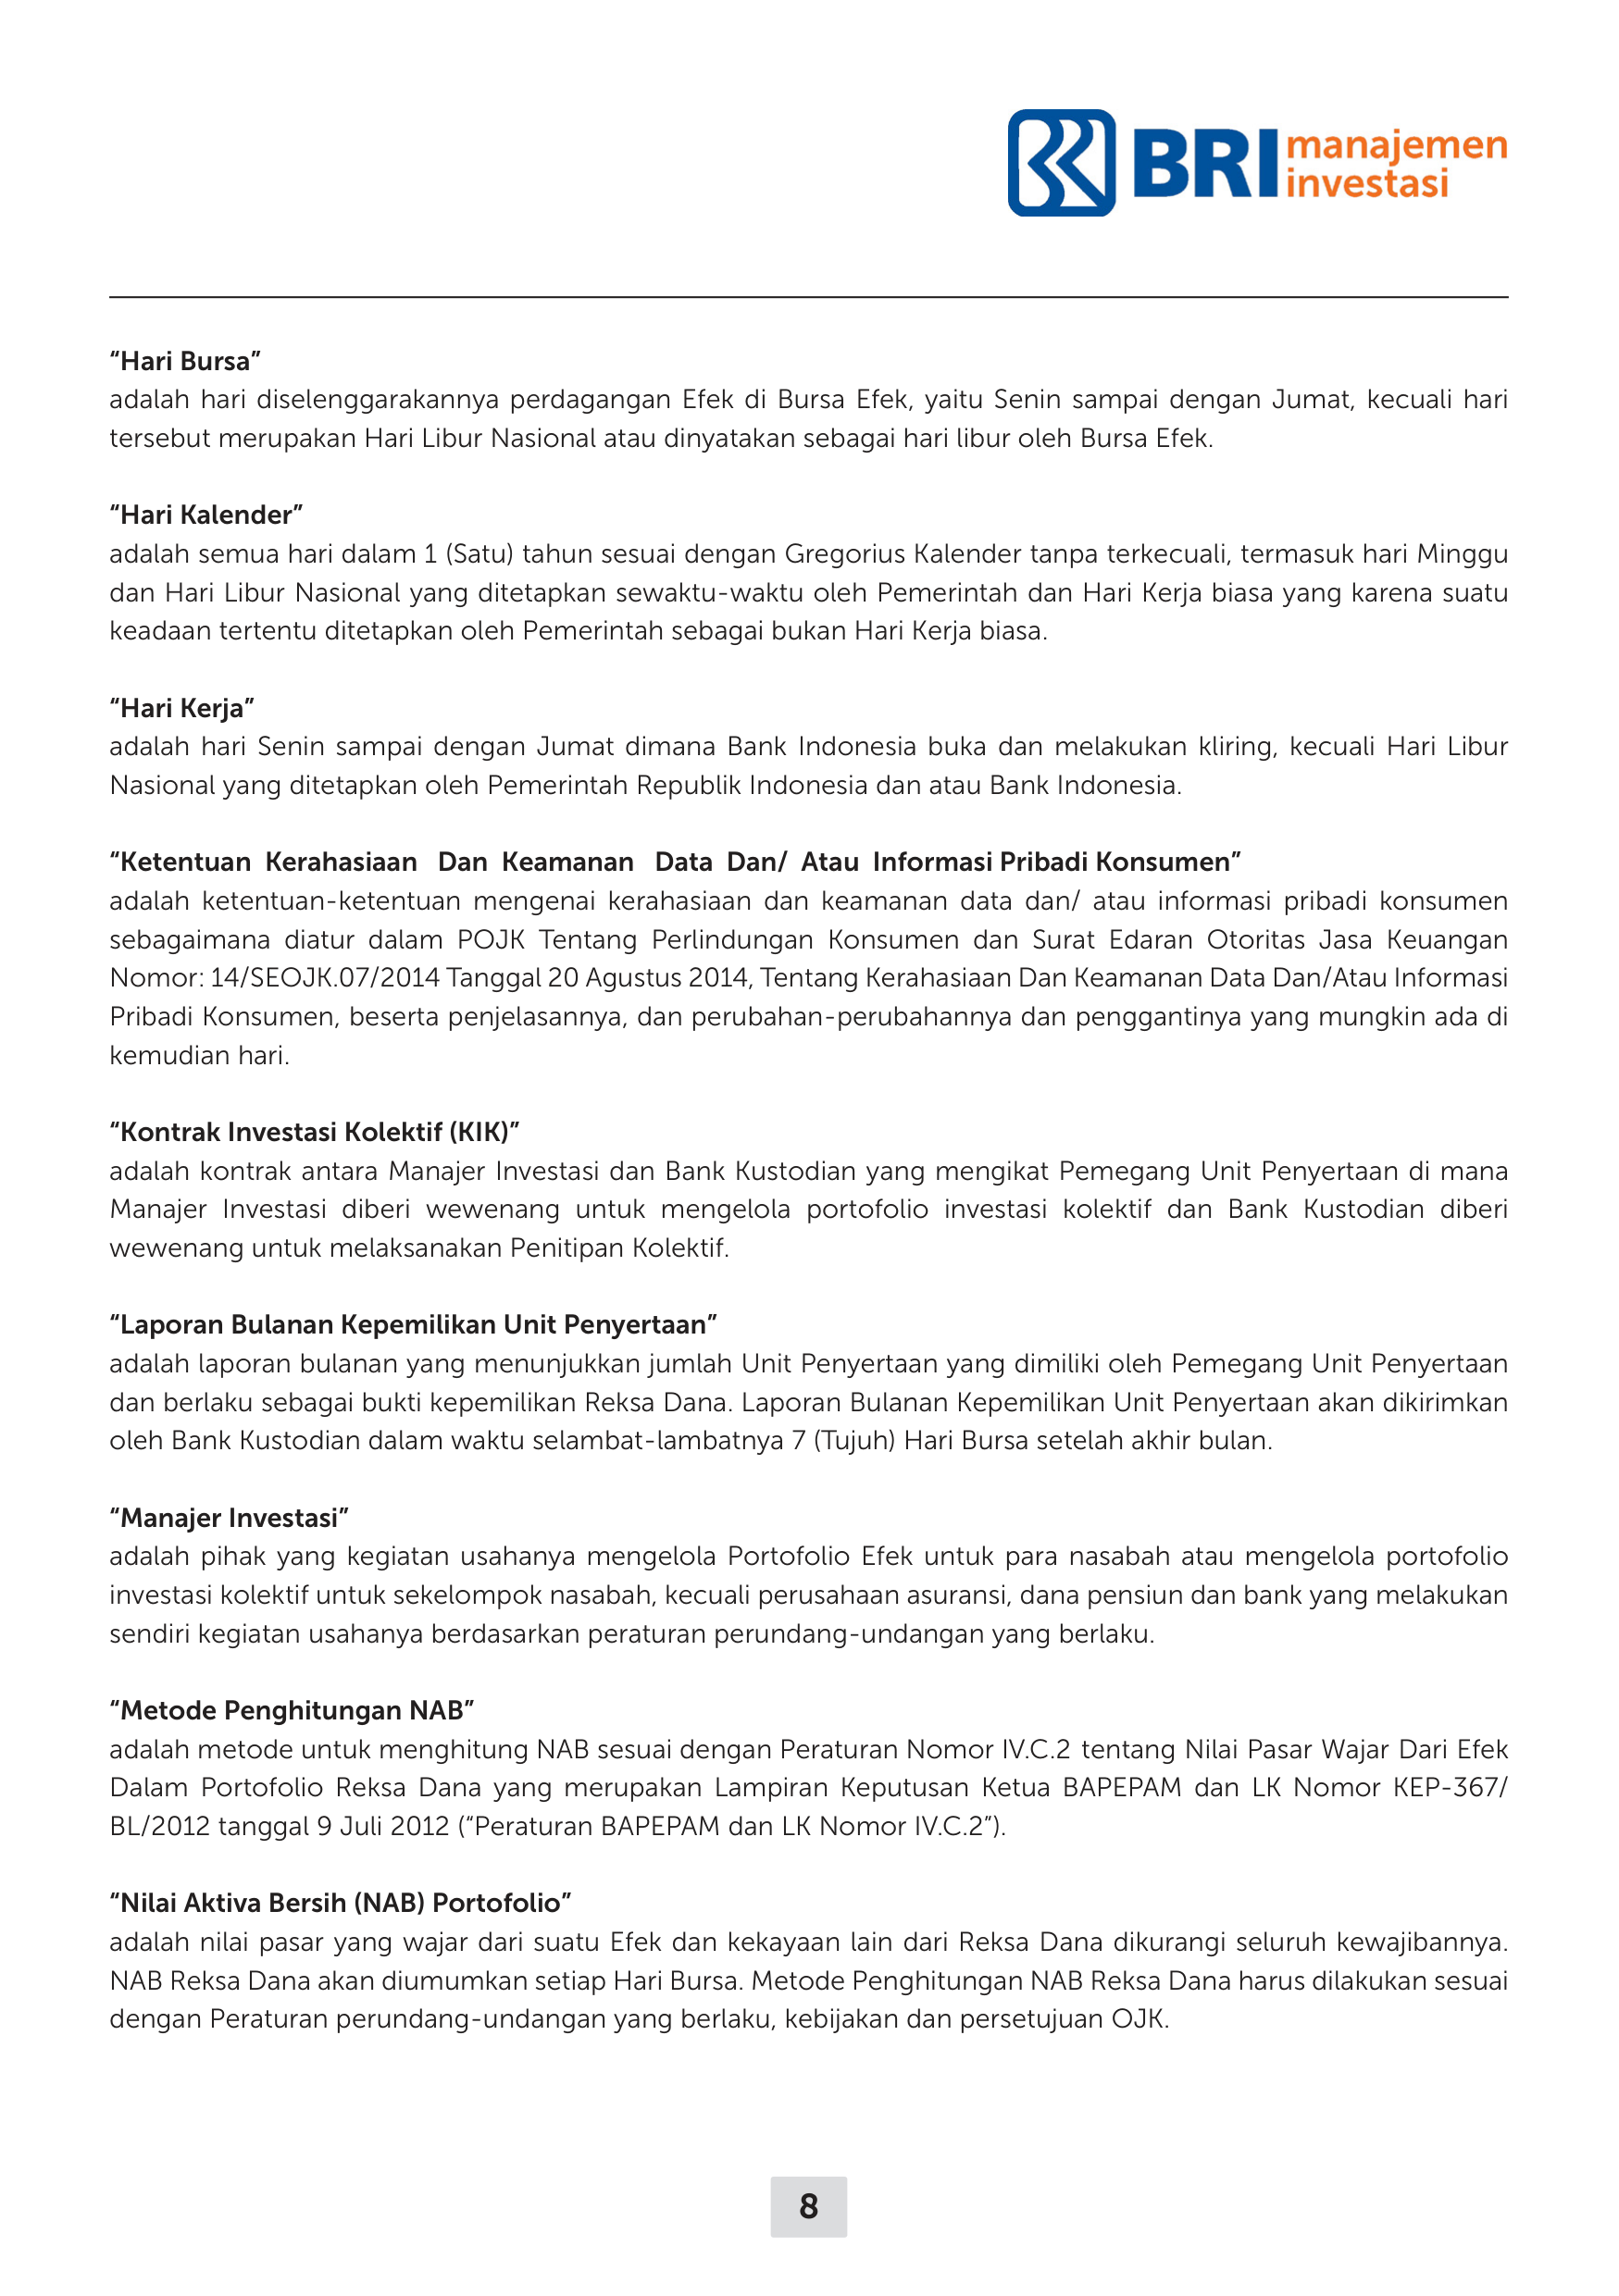 BRI manajemen
investasi
“Hari Bursa”
adalah hari diselenggarakannya perdagangan Efek di Bursa Efek, yaitu Senin sampai dengan Jumat, kecuali hari
tersebut merupakan Hari Libur Nasional atau dinyatakan sebagai hari libur oleh Bursa Efek.
“Hari Kalender”
adalah semua hari dalam 1 (Satu) tahun sesuai dengan Gregorius Kalender tanpa terkecuali, termasuk hari Minggu
dan Hari Libur Nasional yang ditetapkan sewaktu-waktu oleh Pemerintah dan Hari Kerja biasa yang karena suatu
keadaan tertentu ditetapkan oleh Pemerintah sebagai bukan Hari Kerja biasa.
“Hari Kerja”
adalah hari Senin sampai dengan Jumat dimana Bank Indonesia buka dan melakukan kliring, kecuali Hari Libur
Nasional yang ditetapkan oleh Pemerintah Republik Indonesia dan atau Bank Indonesia.
“Ketentuan Kerahasiaan Dan Keamanan Data Dan/ Atau Informasi Pribadi Konsumen”
adalah ketentuan-ketentuan mengenai kerahasiaan dan keamanan data dan/ atau informasi pribadi konsumen
sebagaimana diatur dalam POJK Tentang Perlindungan Konsumen dan Surat Edaran Otoritas Jasa Keuangan
Nomor: 14/SEOJK.07/2014 Tanggal 20 Agustus 2014, Tentang Kerahasiaan Dan Keamanan Data Dan/Atau Informasi
Pribadi Konsumen, beserta penjelasannya, dan perubahan-perubahannya dan penggantinya yang mungkin ada di
kemudian hari.
“Kontrak Investasi Kolektif (KIK)”
adalah kontrak antara Manajer Investasi dan Bank Kustodian yang mengikat Pemegang Unit Penyertaan di mana
Manajer Investasi diberi wewenang untuk mengelola portofolio investasi kolektif dan Bank Kustodian diberi
wewenang untuk melaksanakan Penitipan Kolektif.
“Laporan Bulanan Kepemilikan Unit Penyertaan”
adalah laporan bulanan yang menunjukkan jumlah Unit Penyertaan yang dimiliki oleh Pemegang Unit Penyertaan
dan berlaku sebagai bukti kepemilikan Reksa Dana. Laporan Bulanan Kepemilikan Unit Penyertaan akan dikirimkan
oleh Bank Kustodian dalam waktu selambat-lambatnya 7 (Tujuh) Hari Bursa setelah akhir bulan.
“Manajer Investasi”
adalah pihak yang kegiatan usahanya mengelola Portofolio Efek untuk para nasabah atau mengelola portofolio
investasi kolektif untuk sekelompok nasabah, kecuali perusahaan asuransi, dana pensiun dan bank yang melakukan
sendiri kegiatan usahanya berdasarkan peraturan perundang-undangan yang berlaku.
“Metode Penghitungan NAB”
adalah metode untuk menghitung NAB sesuai dengan Peraturan Nomor IV.C.2 tentang Nilai Pasar Wajar Dari Efek
Dalam Portofolio Reksa Dana yang merupakan Lampiran Keputusan Ketua BAPEPAM dan LK Nomor KEP-367/
BL/2012 tanggal 9 Juli 2012 (“Peraturan BAPEPAM dan LK Nomor IV.C.2”).
“Nilai Aktiva Bersih (NAB) Portofolio”
adalah nilai pasar yang wajar dari suatu Efek dan kekayaan lain dari Reksa Dana dikurangi seluruh kewajibannya.
NAB Reksa Dana akan diumumkan setiap Hari Bursa. Metode Penghitungan NAB Reksa Dana harus dilakukan sesuai
dengan Peraturan perundang-undangan yang berlaku, kebijakan dan persetujuan OJK.
8